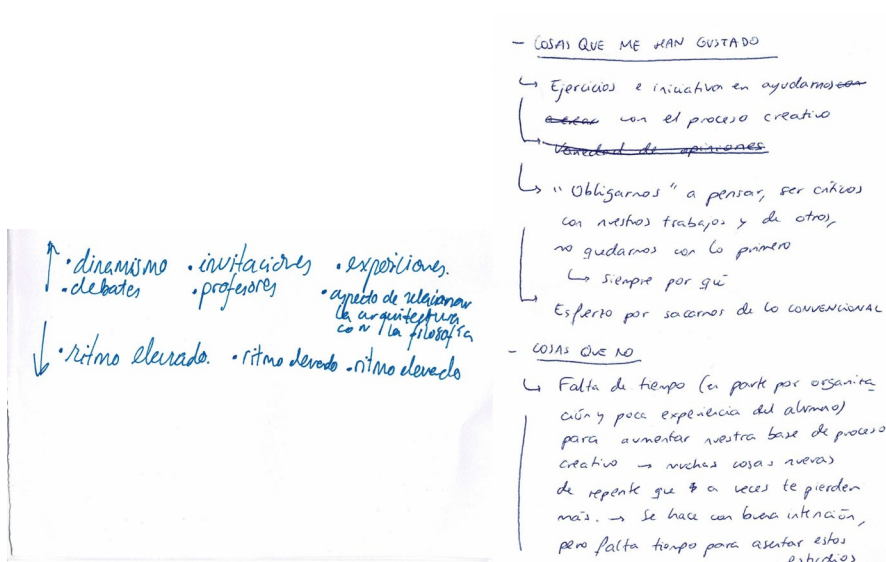 • dinamismo • invitaciones • exposiciones.
• debates • profesores • aspecto de relacionar
la arquitectura
con la filosofía
• ritmo elevado. • ritmo elevado • ritmo elevado
- COSAS QUE ME HAN GUSTADO
↳ Ejercicios e iniciativa en ayudarnos
con el proceso creativo
↳ Variedad de opiniones
↳ "Obligarnos" a pensar, ser críticos
con nuestros trabajos y de otros,
no quedarnos con lo primero
↳ siempre por qué
↳ Esfuerzo por sacarnos de lo CONVENCIONAL
- COSAS QUE NO
↳ Falta de tiempo (en parte por organiza-
ción y poca experiencia del alumno)
para aumentar nuestra base de proceso
creativo → muchas cosas nuevas
de repente que a veces te pierden
más. → Se hace con buena intención,
pero falta tiempo para asentar estos
estudios